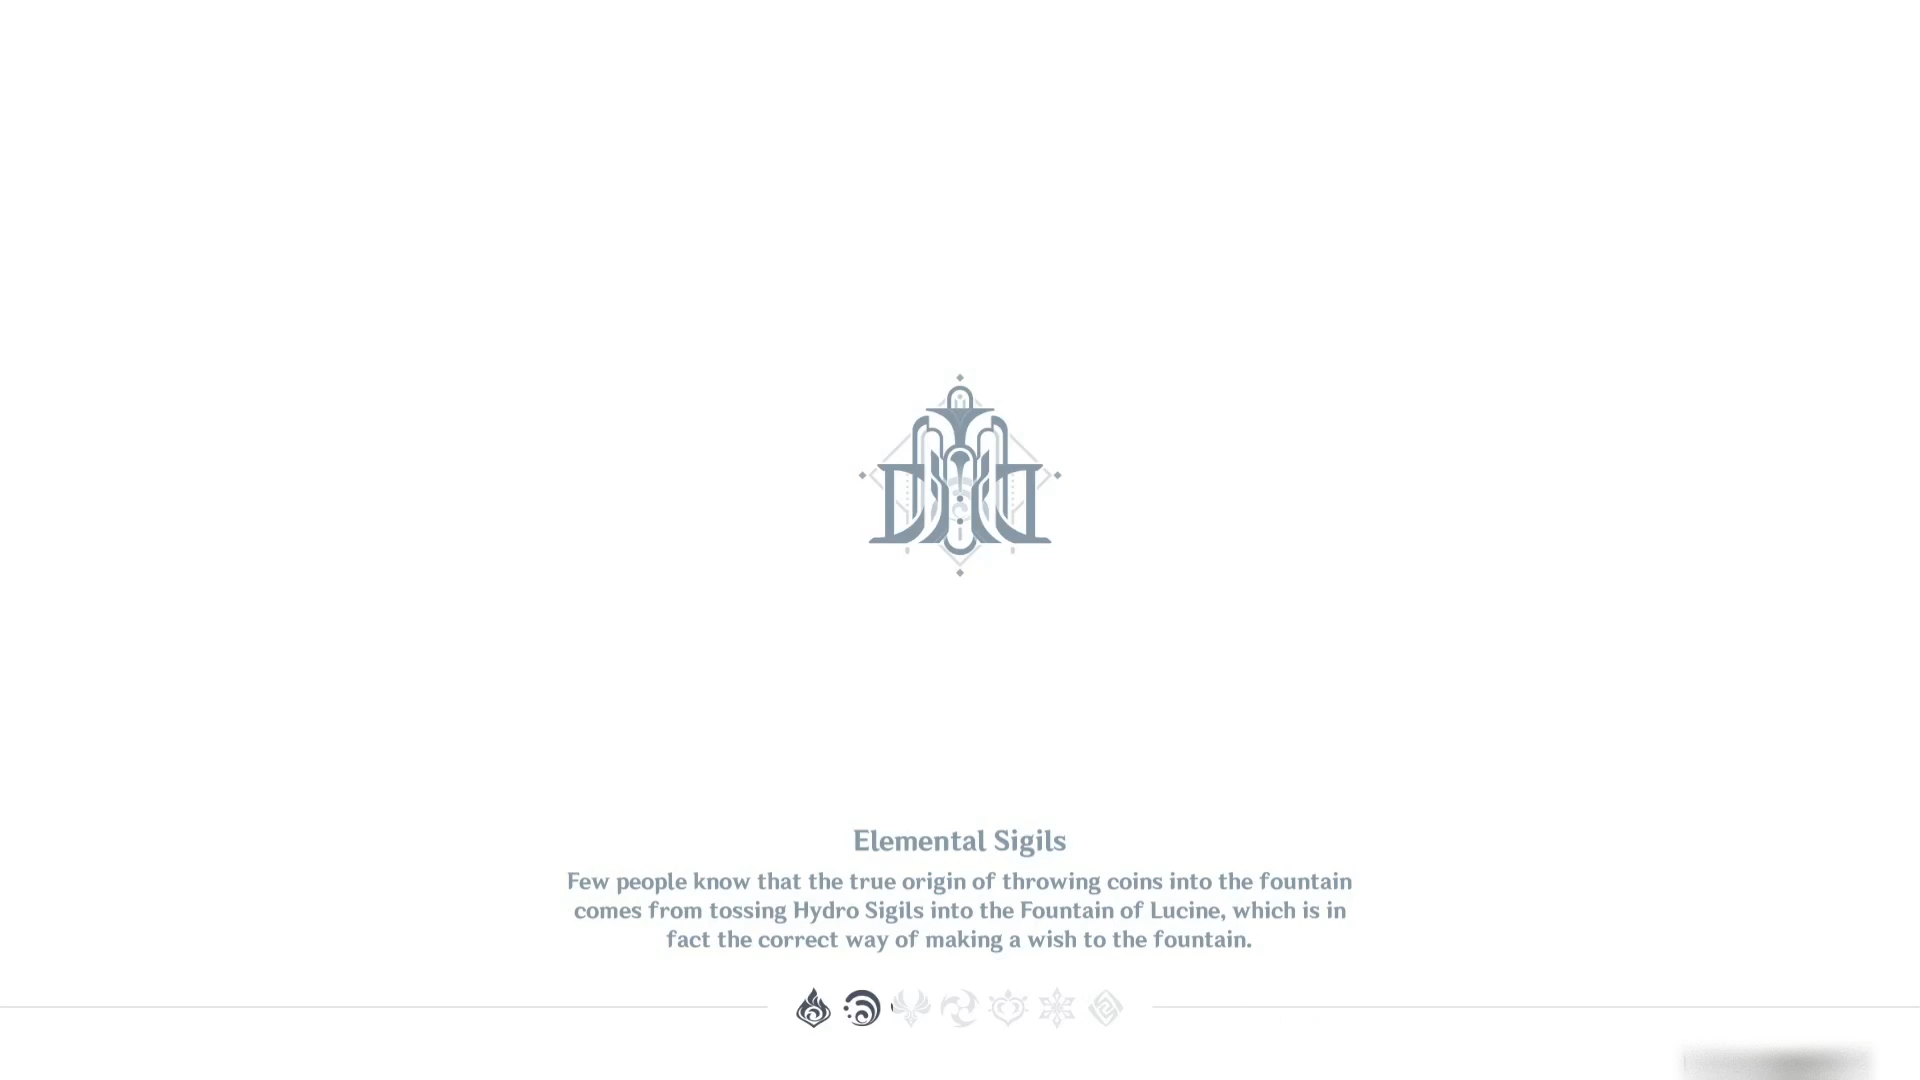 Elemental Sigils
Few people know that the true origin of throwing coins into the fountain
comes from tossing Hydro Sigils into the Fountain of Lucine, which is in
fact the correct way of making a wish to the fountain.